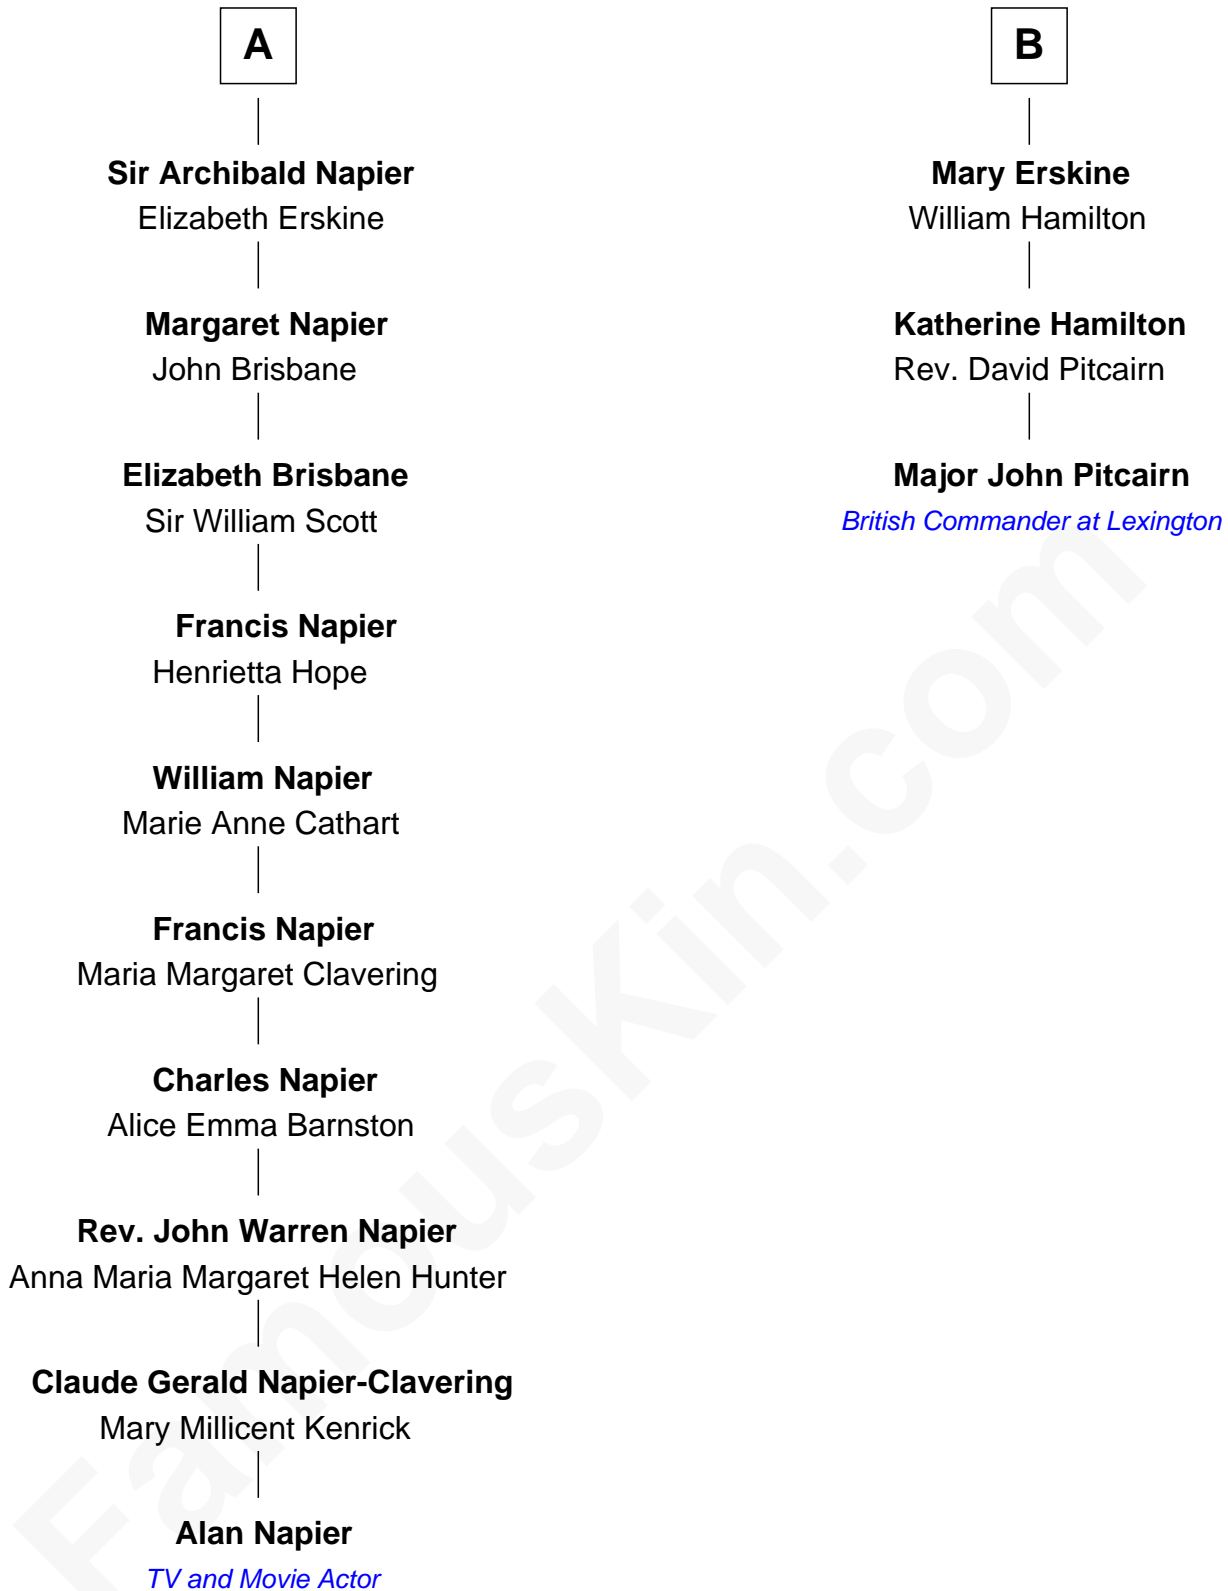 A
Sir Archibald Napier
Elizabeth Erskine
Margaret Napier
John Brisbane
Elizabeth Brisbane
Sir William Scott
Francis Napier
Henrietta Hope
William Napier
Marie Anne Cathart
Francis Napier
Maria Margaret Clavering
Charles Napier
Alice Emma Barnston
Rev. John Warren Napier
Anna Maria Margaret Helen Hunter
Claude Gerald Napier-Clavering
Mary Millicent Kenrick
Alan Napier
TV and Movie Actor
B
Mary Erskine
William Hamilton
Katherine Hamilton
Rev. David Pitcairn
Major John Pitcairn
British Commander at Lexington
FamousKin.com